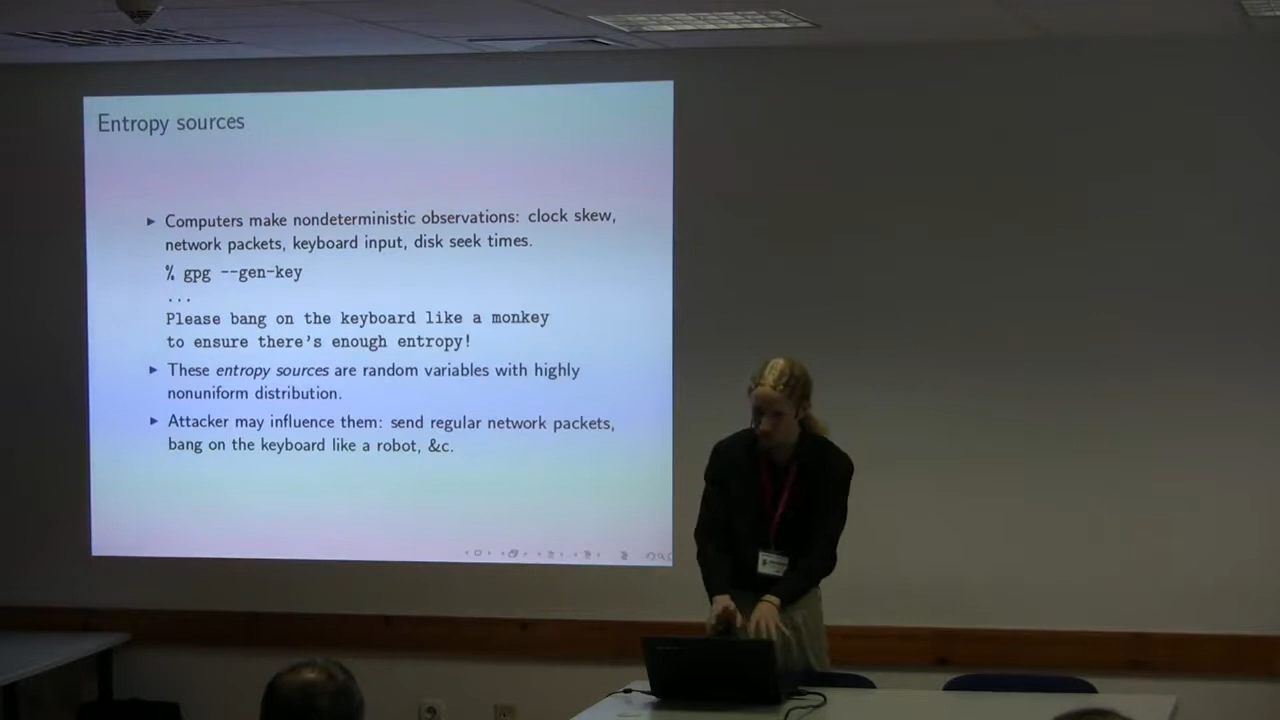 Entropy sources
▶ Computers make nondeterministic observations: clock skew,
network packets, keyboard input, disk seek times.
% gpg --gen-key
...
Please bang on the keyboard like a monkey
to ensure there's enough entropy!
▶ These entropy sources are random variables with highly
nonuniform distribution.
▶ Attacker may influence them: send regular network packets,
bang on the keyboard like a robot, &c.